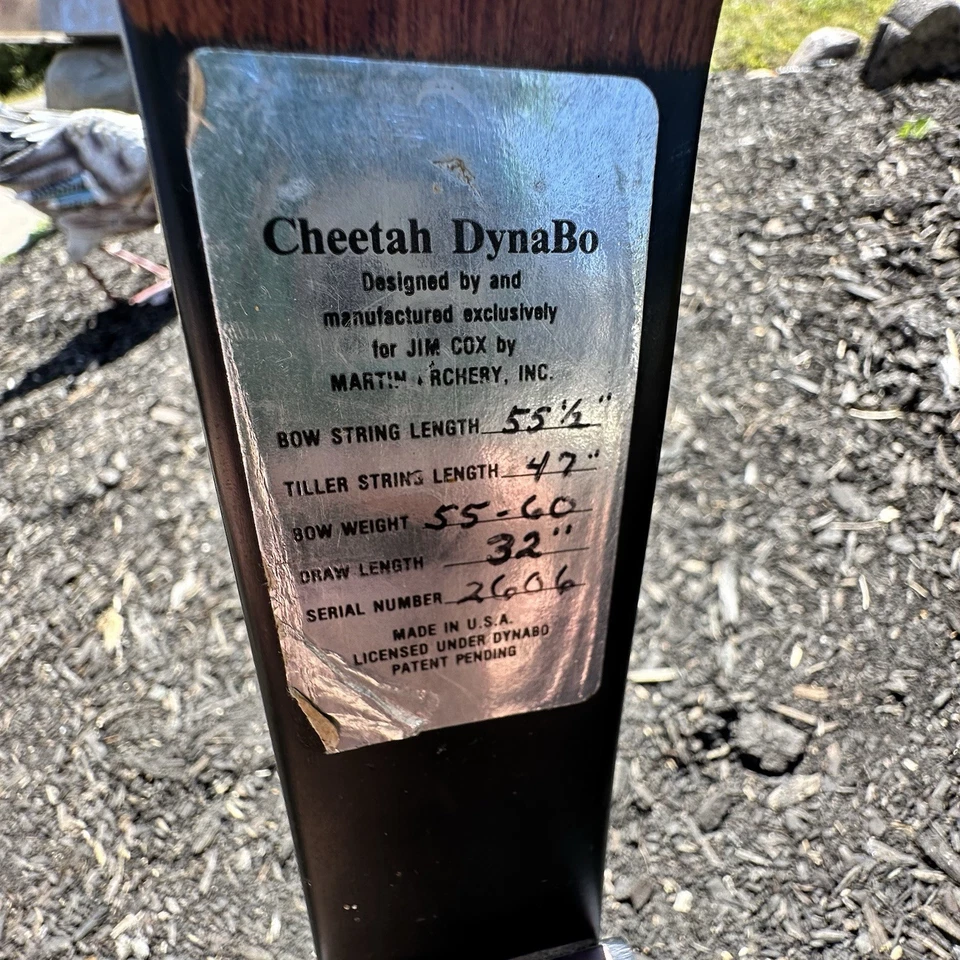 Cheetah DynaBo
Designed by and
manufactured exclusively
for JIM COX by
MARTIN ARCHERY, INC.
BOW STRING LENGTH 55 1/2"
TILLER STRING LENGTH 47"
BOW WEIGHT 55-60
DRAW LENGTH 32"
SERIAL NUMBER 2606
MADE IN U.S.A.
LICENSED UNDER DYNABO
PATENT PENDING